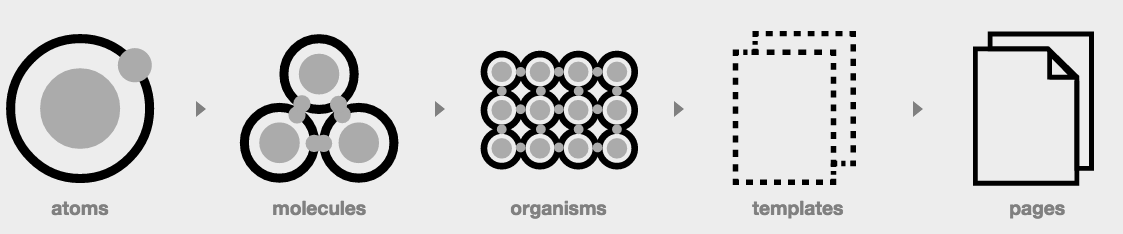 atoms
molecules
organisms
templates
pages